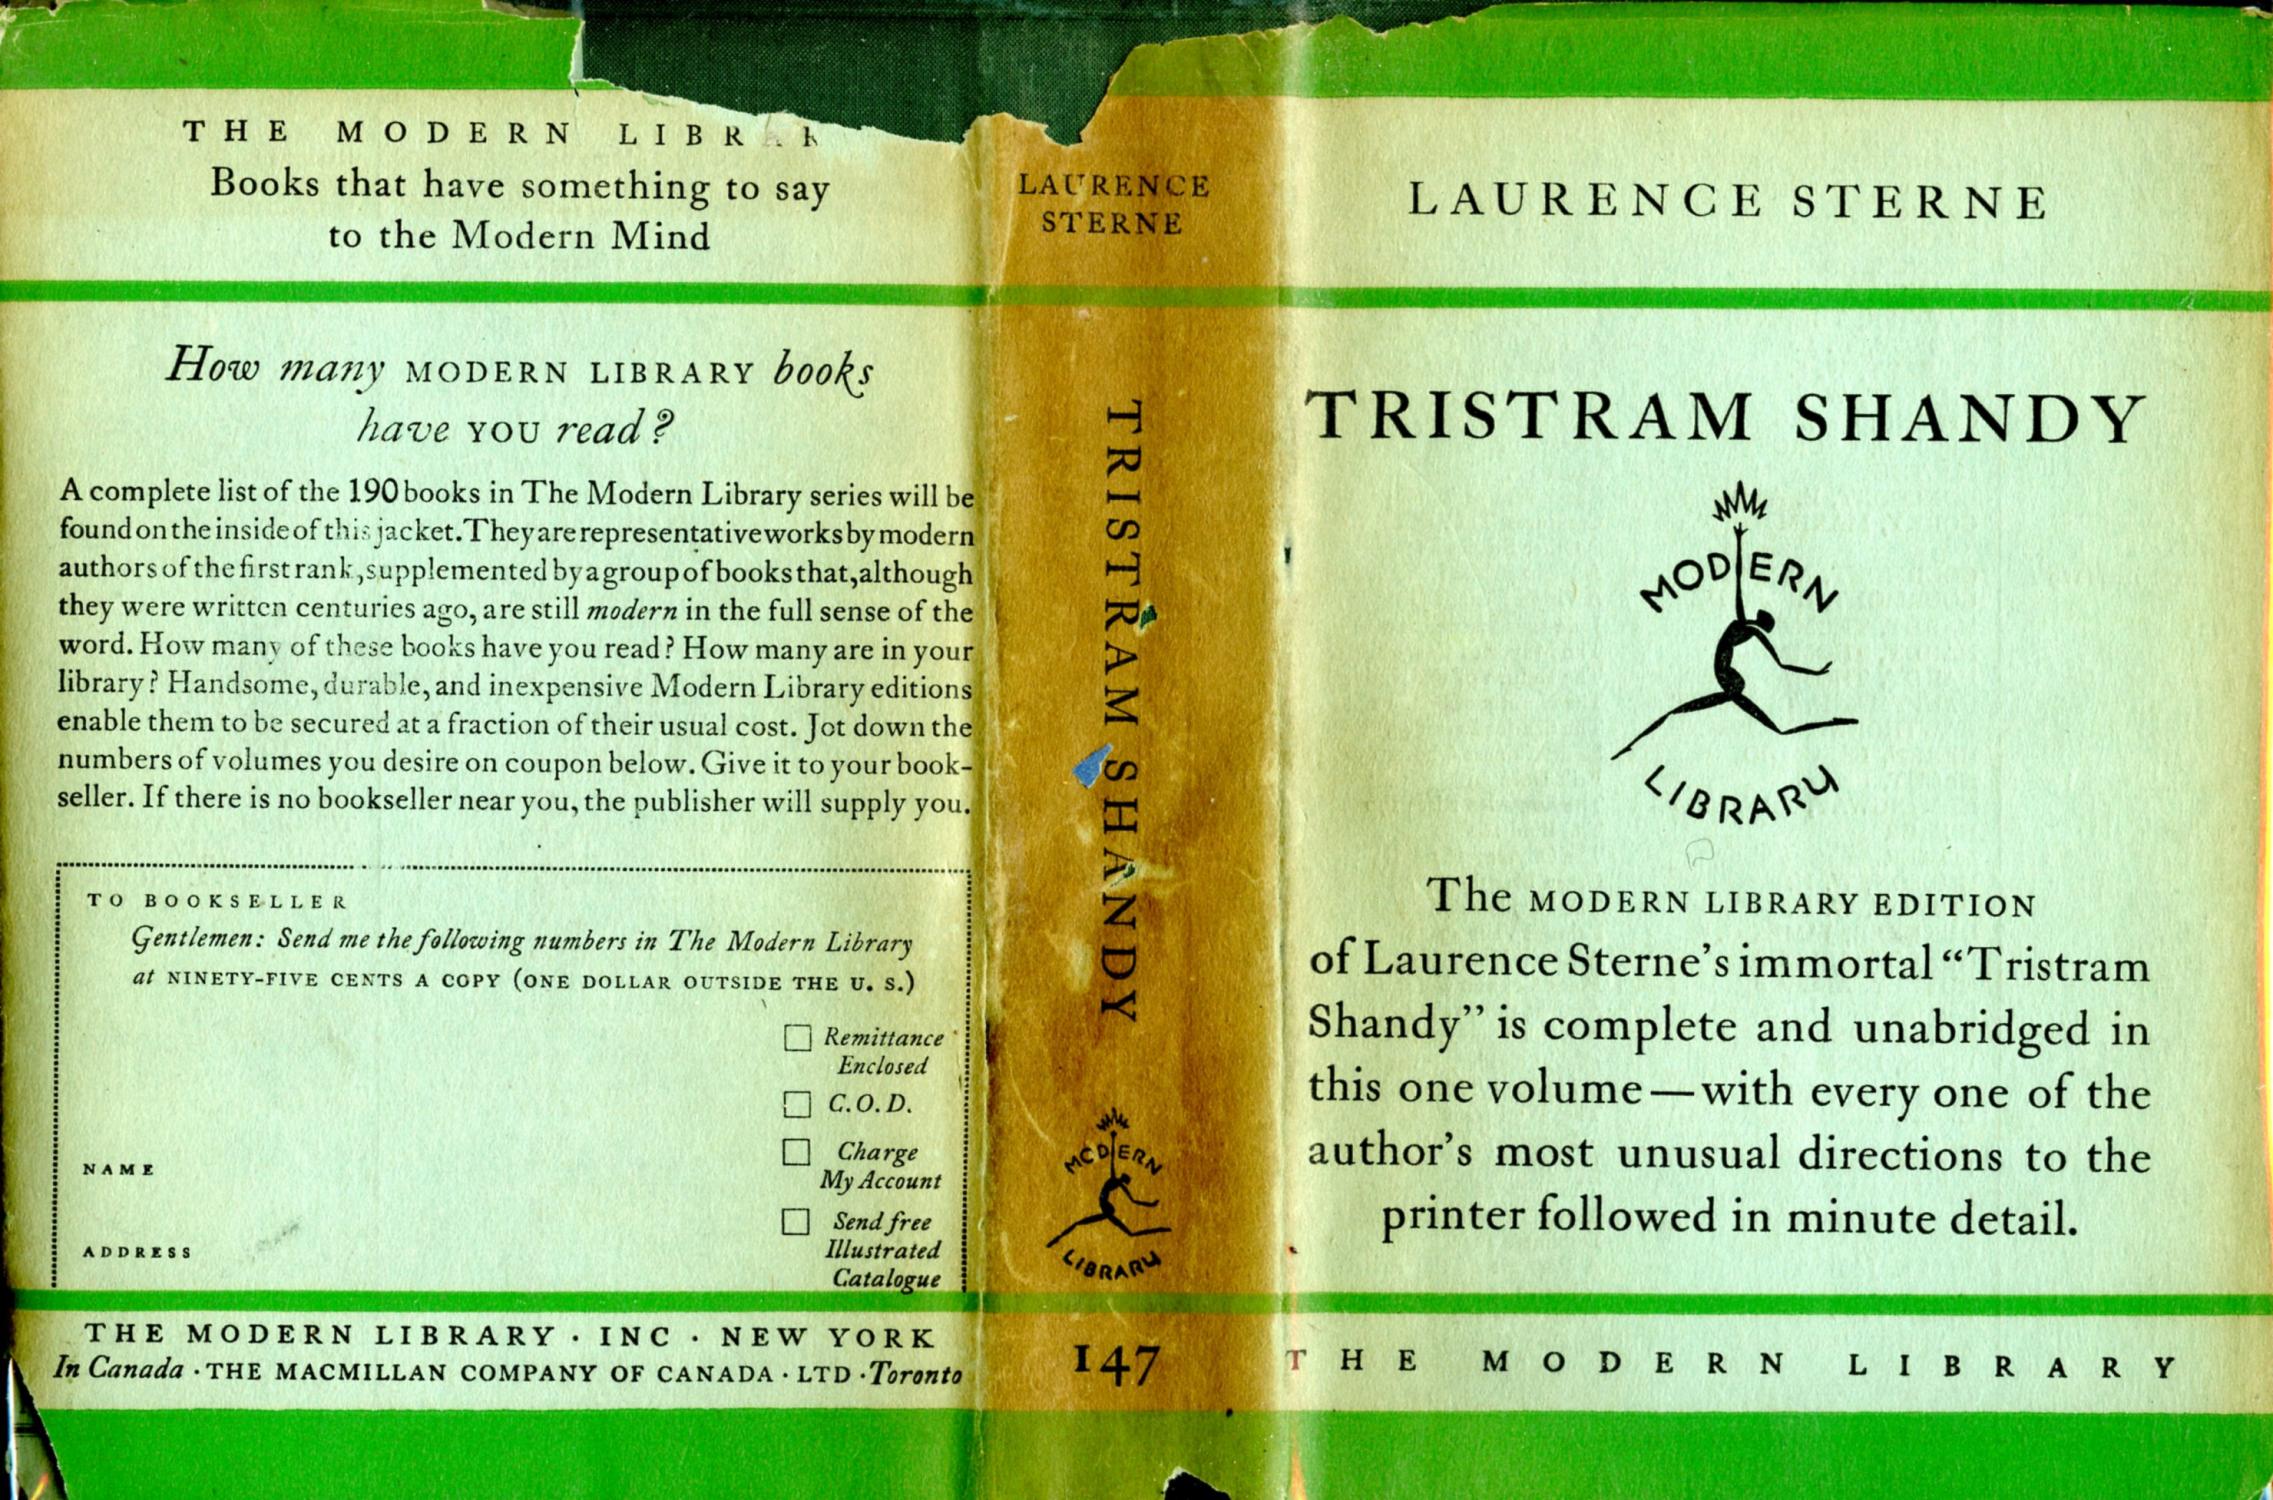 THE MODERN LIBR
Books that have something to say
to the Modern Mind
How many MODERN LIBRARY books
have YOU read?
A complete list of the 190 books in The Modern Library series will be
found on the inside of this jacket. They are representative works by modern
authors of the first rank, supplemented by a group of books that, although
they were written centuries ago, are still modern in the full sense of the
word. How many of these books have you read? How many are in your
library? Handsome, durable, and inexpensive Modern Library editions
enable them to be secured at a fraction of their usual cost. Jot down the
numbers of volumes you desire on coupon below. Give it to your book-
seller. If there is no bookseller near you, the publisher will supply you.
TO BOOKSELLER
Gentlemen: Send me the following numbers in The Modern Library
at NINETY-FIVE CENTS A COPY (ONE DOLLAR OUTSIDE THE U. S.)
Remittance
Enclosed
C.O.D.
Charge
My Account
Send free
Illustrated
Catalogue
NAME
ADDRESS
THE MODERN LIBRARY · INC · NEW YORK
In Canada · THE MACMILLAN COMPANY OF CANADA · LTD · Toronto
LAURENCE
STERNE
TRISTRAM SHANDY
MODERN
LIBRARY
147
LAURENCE STERNE
TRISTRAM SHANDY
MODERN
LIBRARY
The MODERN LIBRARY EDITION
of Laurence Sterne's immortal “Tristram
Shandy” is complete and unabridged in
this one volume—with every one of the
author's most unusual directions to the
printer followed in minute detail.
THE MODERN LIBRARY